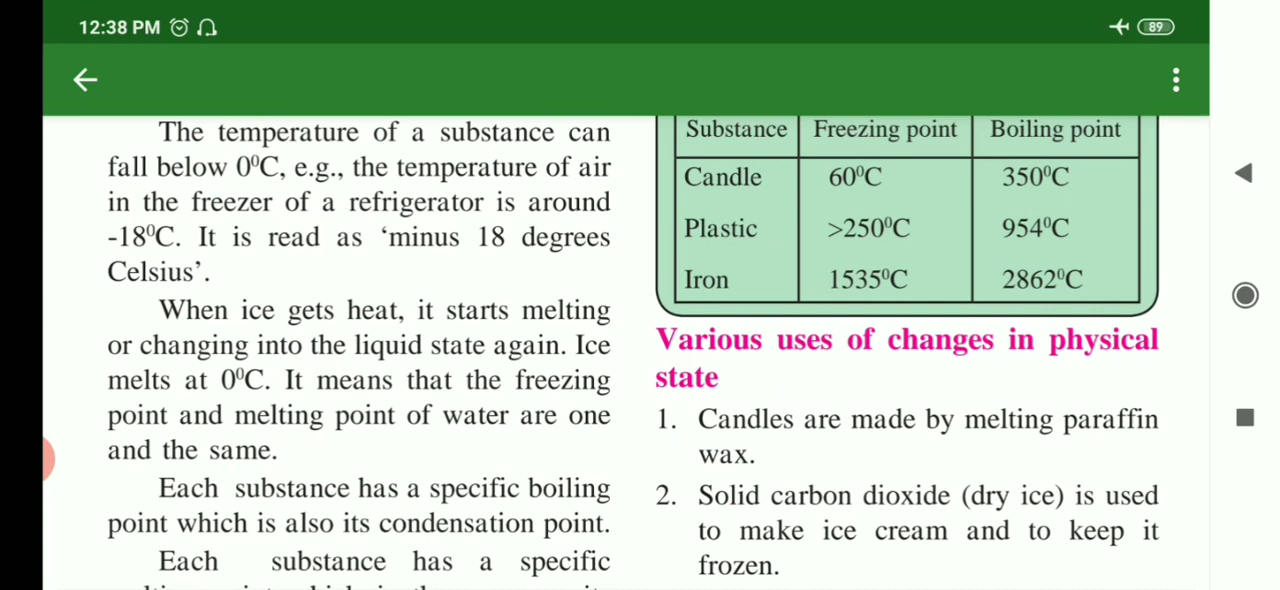 12:38 PM
89
The temperature of a substance can
fall below 0⁰C, e.g., the temperature of air
in the freezer of a refrigerator is around
-18⁰C. It is read as ‘minus 18 degrees
Celsius’.
When ice gets heat, it starts melting
or changing into the liquid state again. Ice
melts at 0⁰C. It means that the freezing
point and melting point of water are one
and the same.
Each substance has a specific boiling
point which is also its condensation point.
Each substance has a specific
Substance Freezing point Boiling point
Candle 60⁰C 350⁰C
Plastic >250⁰C 954⁰C
Iron 1535⁰C 2862⁰C
Various uses of changes in physical
state
1. Candles are made by melting paraffin
wax.
2. Solid carbon dioxide (dry ice) is used
to make ice cream and to keep it
frozen.